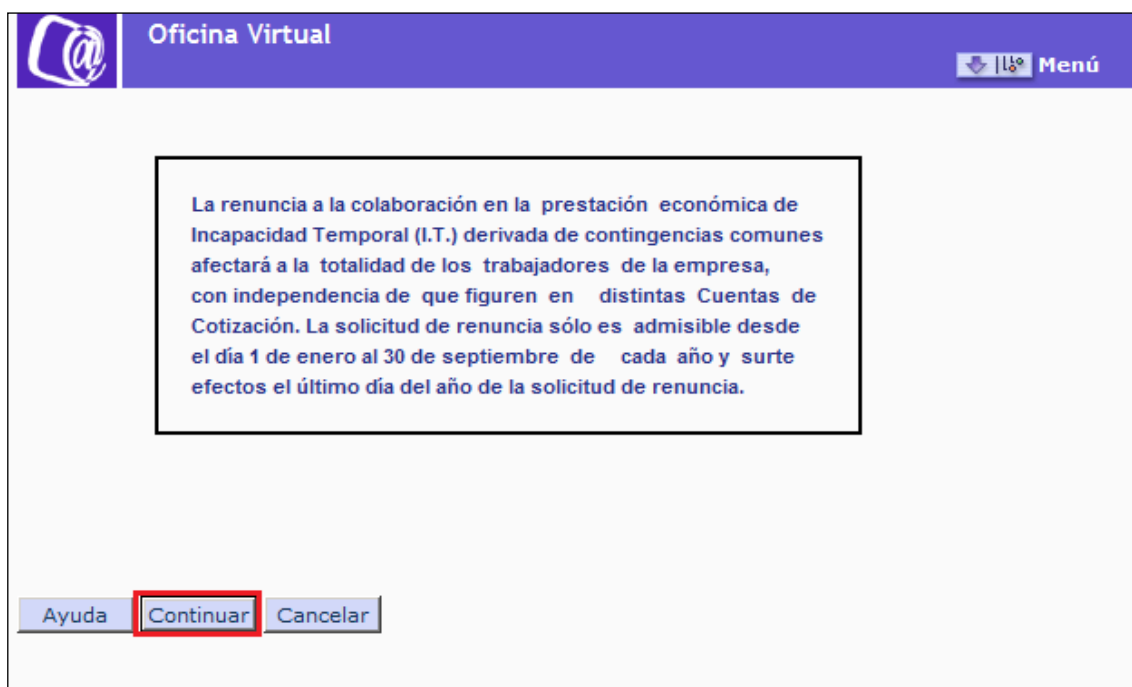 Oficina Virtual
Menú
La renuncia a la colaboración en la prestación económica de
Incapacidad Temporal (I.T.) derivada de contingencias comunes
afectará a la totalidad de los trabajadores de la empresa,
con independencia de que figuren en distintas Cuentas de
Cotización. La solicitud de renuncia sólo es admisible desde
el día 1 de enero al 30 de septiembre de cada año y surte
efectos el último día del año de la solicitud de renuncia.
Ayuda Continuar Cancelar